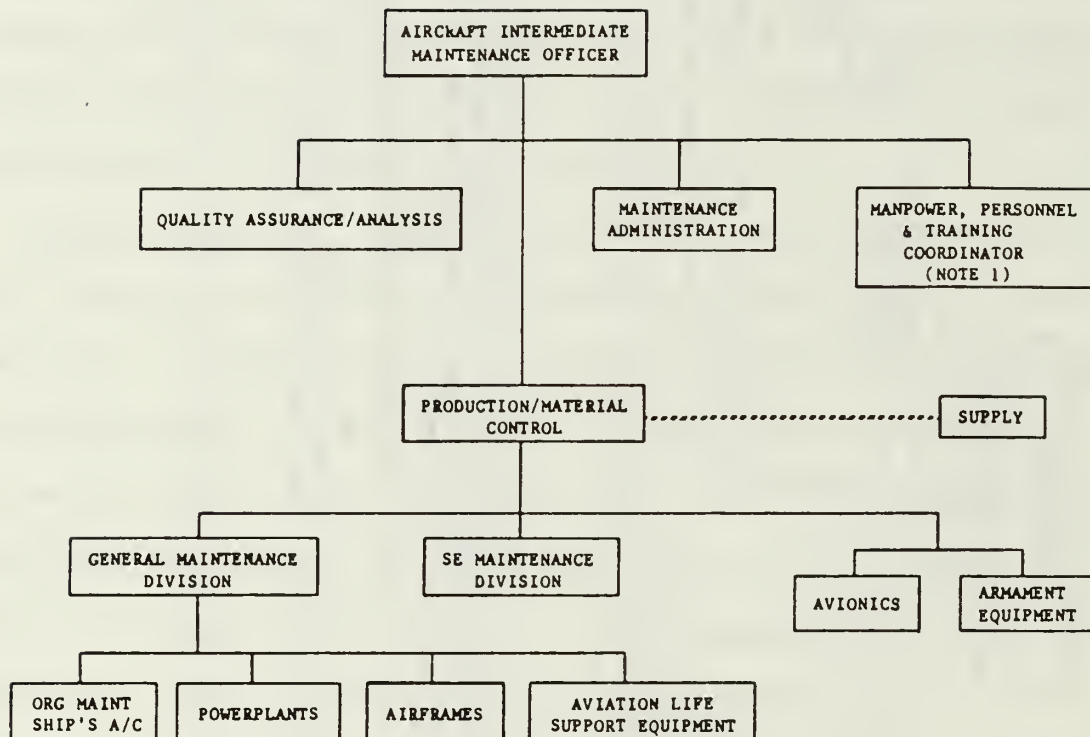 AIRCRAFT INTERMEDIATE
MAINTENANCE OFFICER
QUALITY ASSURANCE/ANALYSIS
MAINTENANCE
ADMINISTRATION
MANPOWER, PERSONNEL
& TRAINING
COORDINATOR
(NOTE 1)
PRODUCTION/MATERIAL
CONTROL
SUPPLY
GENERAL MAINTENANCE
DIVISION
SE MAINTENANCE
DIVISION
AVIONICS
ARMAMENT
EQUIPMENT
ORG MAINT
SHIP'S A/C
POWERPLANTS
AIRFRAMES
AVIATION LIFE
SUPPORT EQUIPMENT